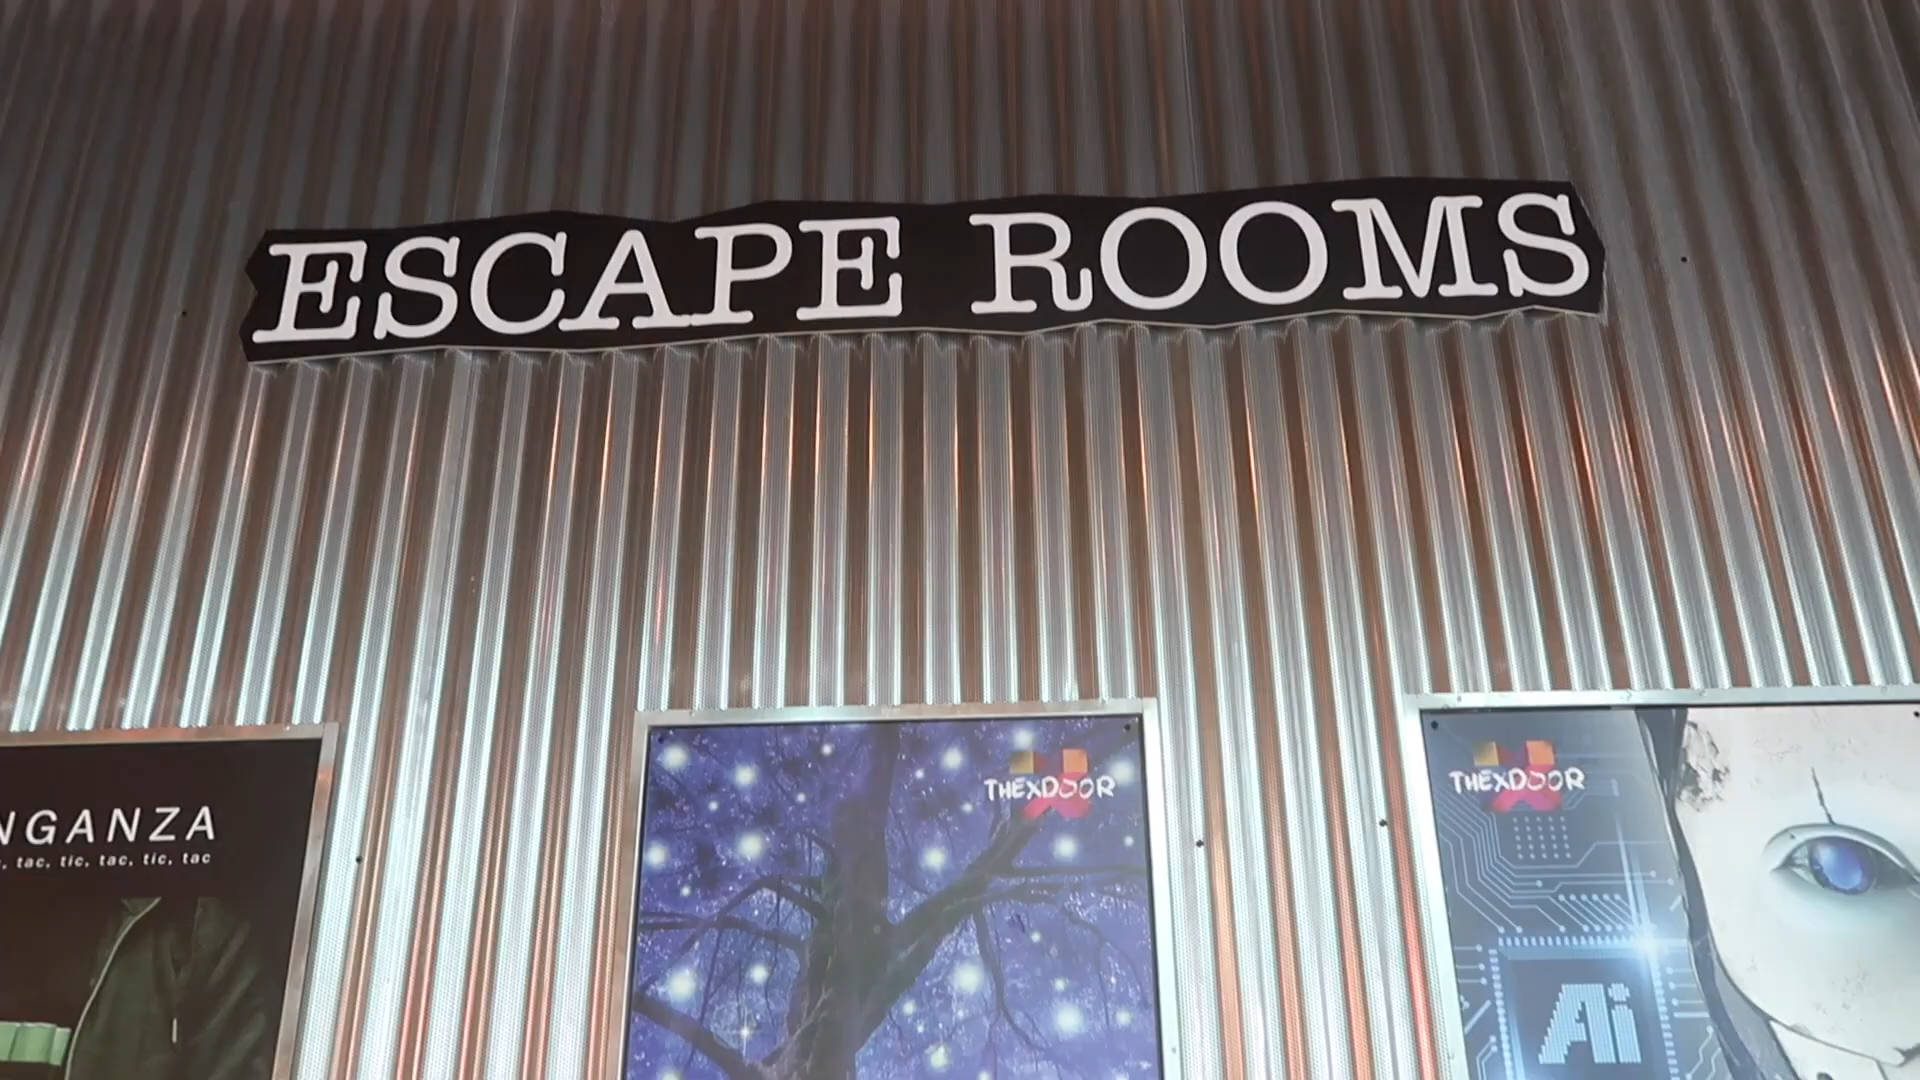 ESCAPE ROOMS
NGANZA
, tac, tic, tac, tic, tac
THEXDOOR
THEXDOOR
Ai